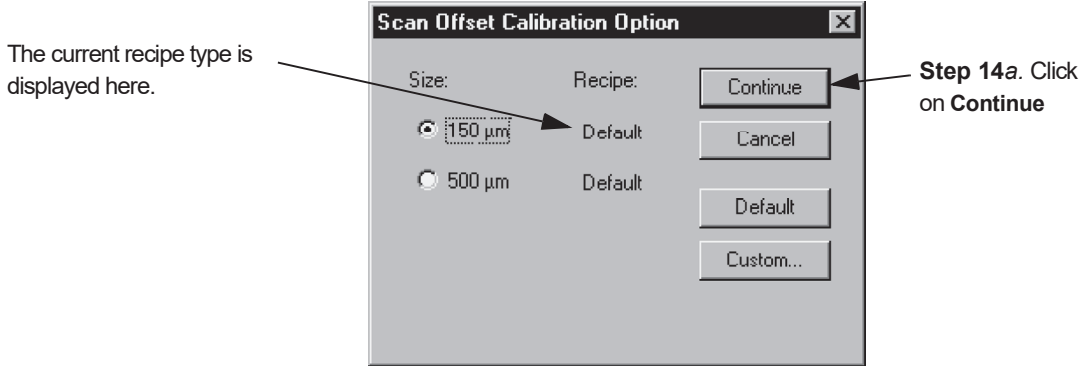 Scan Offset Calibration Option
The current recipe type is
displayed here.
Size:
Recipe:
Continue
Step 14a. Click
on Continue
150 µm
Default
Cancel
500 µm
Default
Default
Custom...